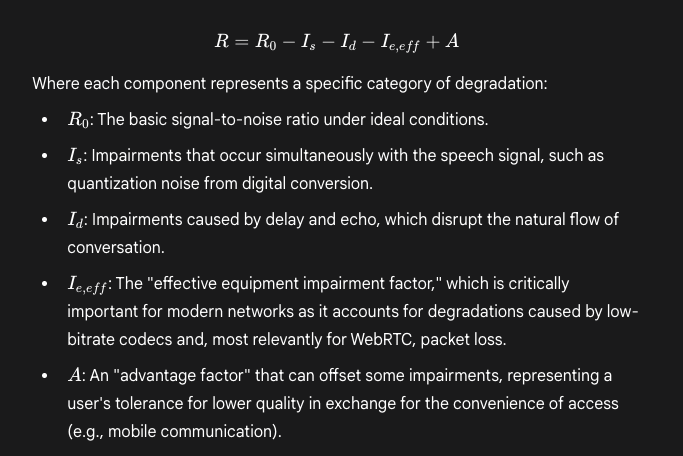 R = R₀ − Iₛ − I_d − I_{e,eff} + A
Where each component represents a specific category of degradation:
• R₀: The basic signal-to-noise ratio under ideal conditions.
• Iₛ: Impairments that occur simultaneously with the speech signal, such as
quantization noise from digital conversion.
• I_d: Impairments caused by delay and echo, which disrupt the natural flow of
conversation.
• I_{e,eff}: The "effective equipment impairment factor," which is critically
important for modern networks as it accounts for degradations caused by low-
bitrate codecs and, most relevantly for WebRTC, packet loss.
• A: An "advantage factor" that can offset some impairments, representing a
user's tolerance for lower quality in exchange for the convenience of access
(e.g., mobile communication).